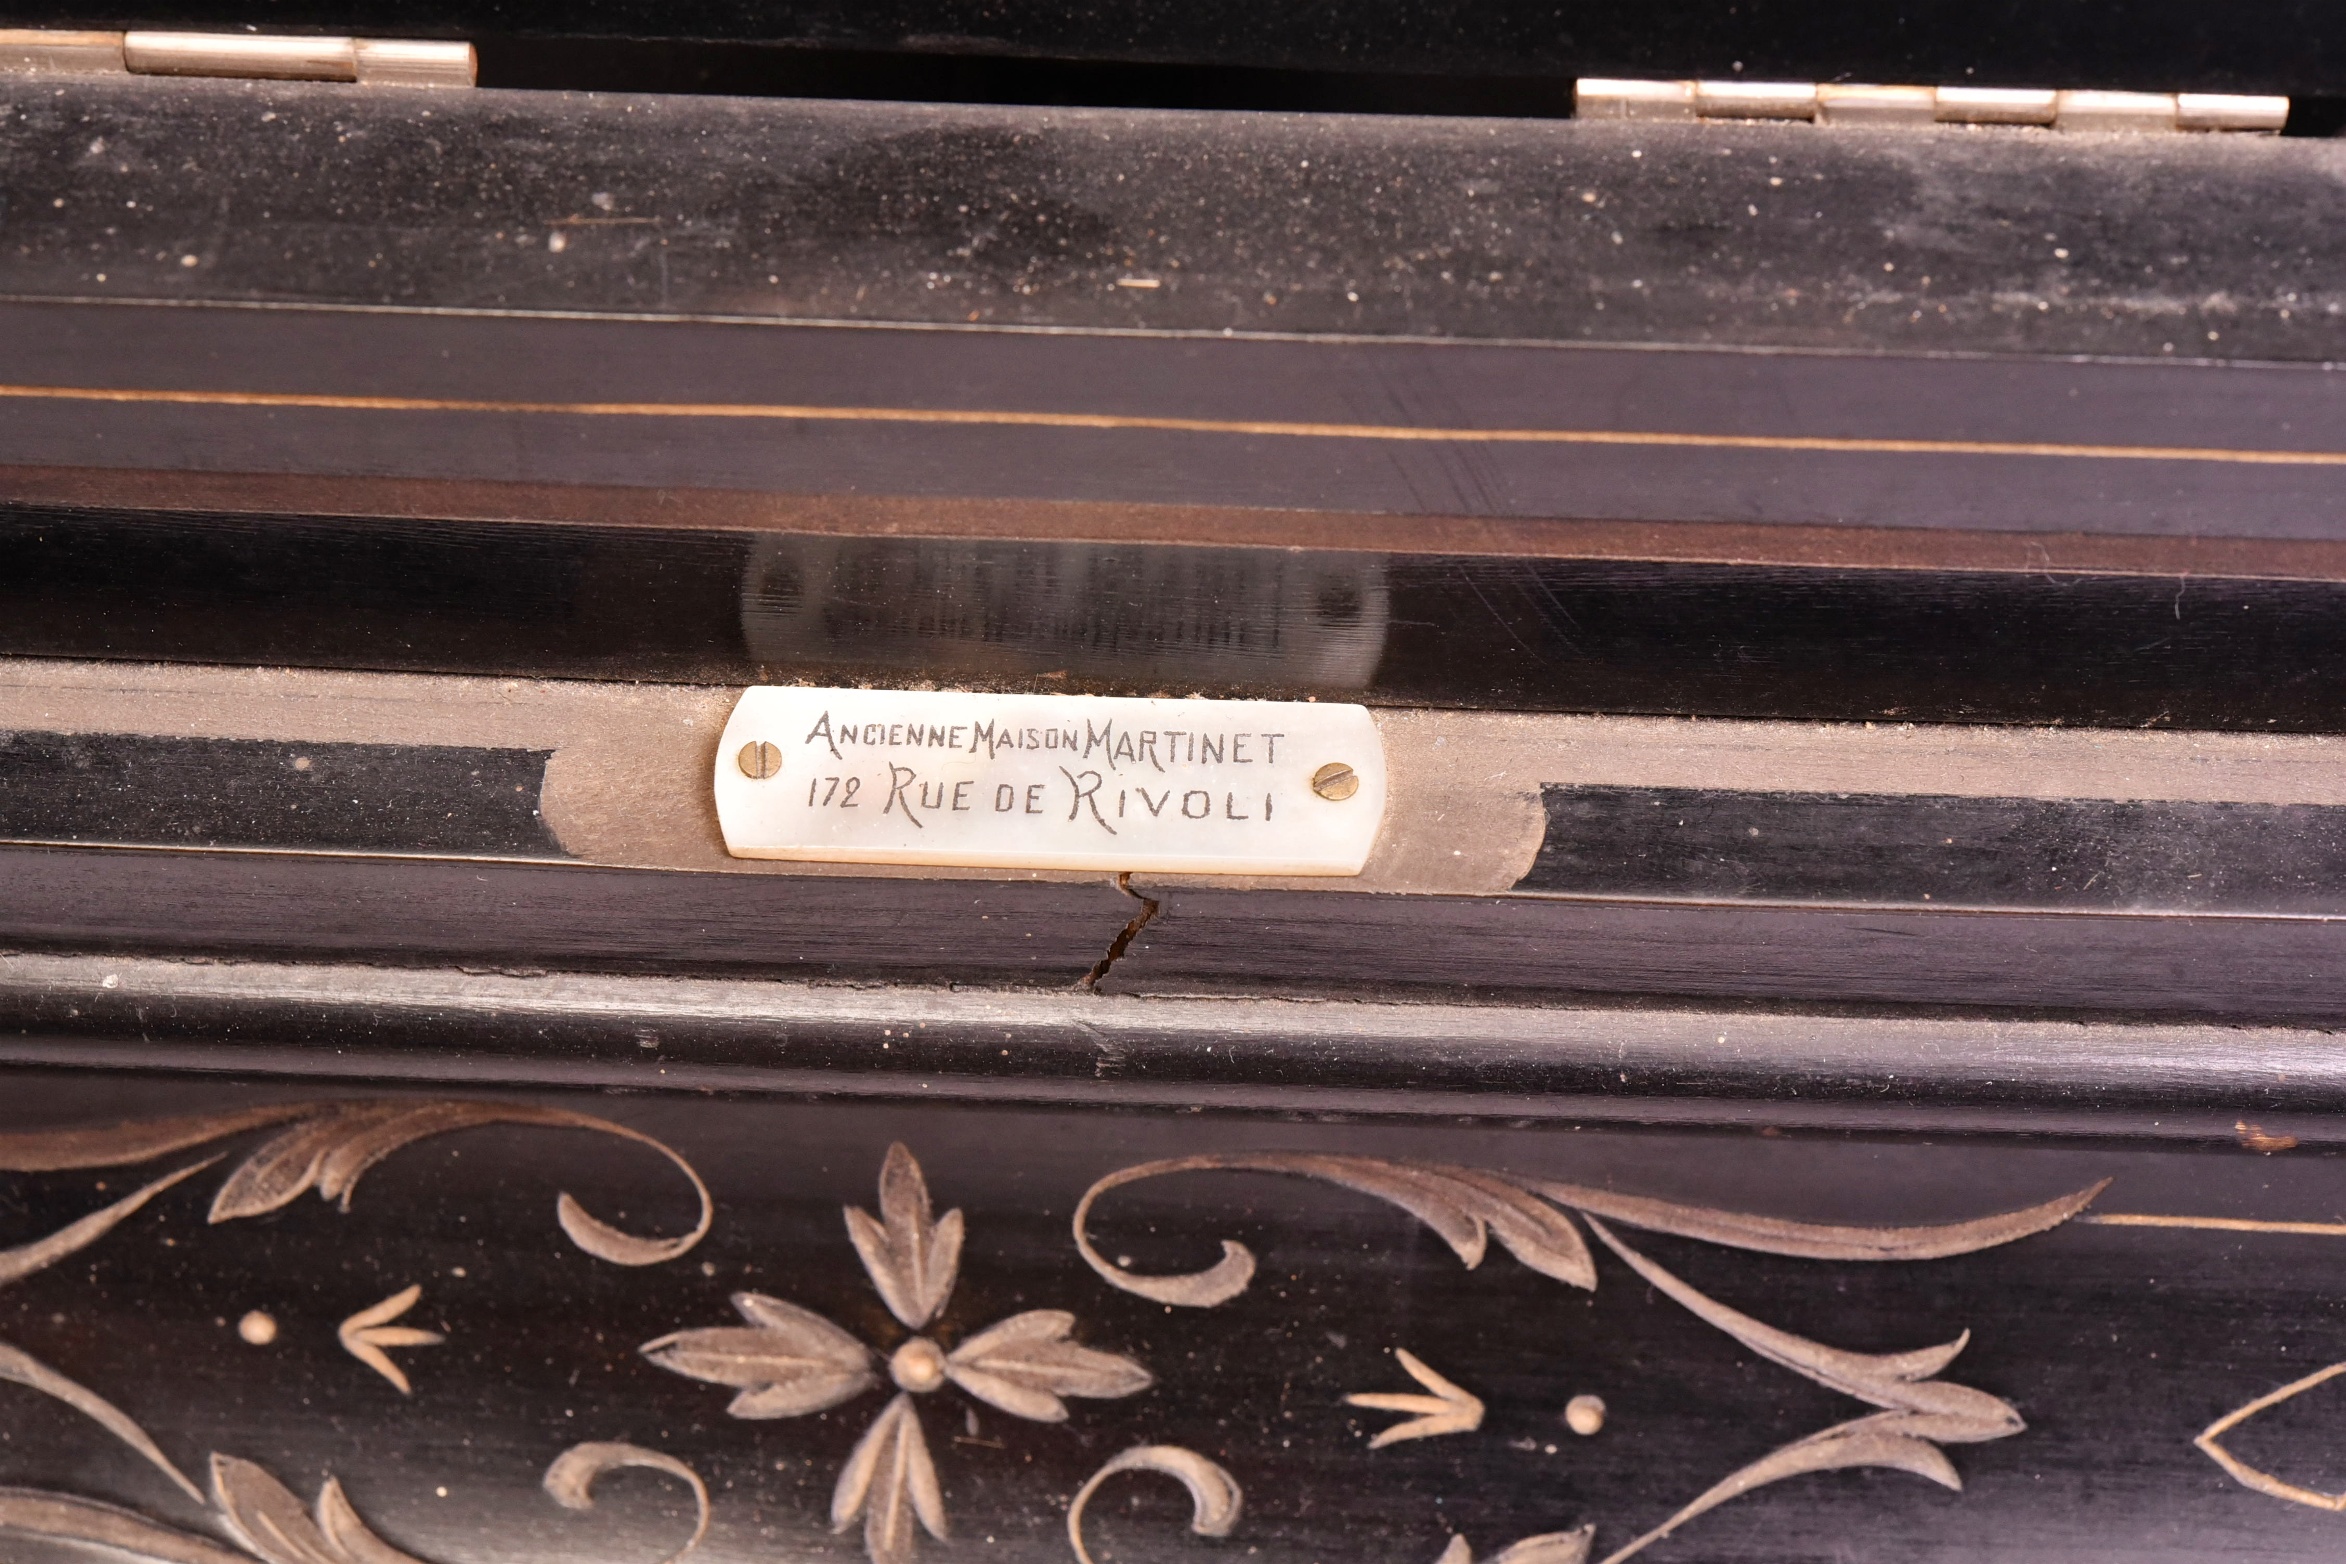 ANCIENNE MAISON MARTINET
172 RUE DE RIVOLI